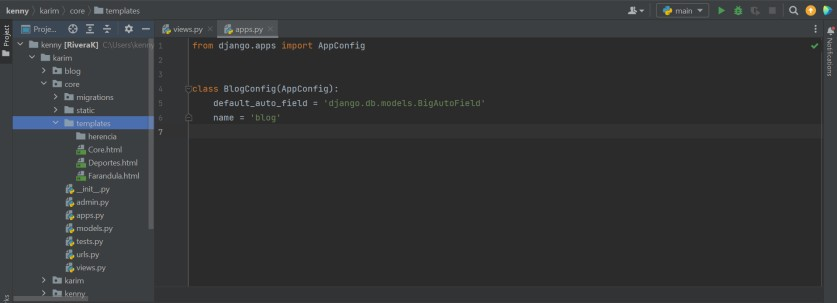 kenny karim core templates
main
Project
Proje...
views.py
apps.py
kenny [RiveraK] C:\Users\kenny
karim
blog
core
migrations
static
templates
herencia
Core.html
Deportes.html
Farandula.html
__init__.py
admin.py
apps.py
models.py
tests.py
urls.py
views.py
karim
kenny
1 from django.apps import AppConfig
2
3
4 class BlogConfig(AppConfig):
5 default_auto_field = 'django.db.models.BigAutoField'
6 name = 'blog'
7
Notifications